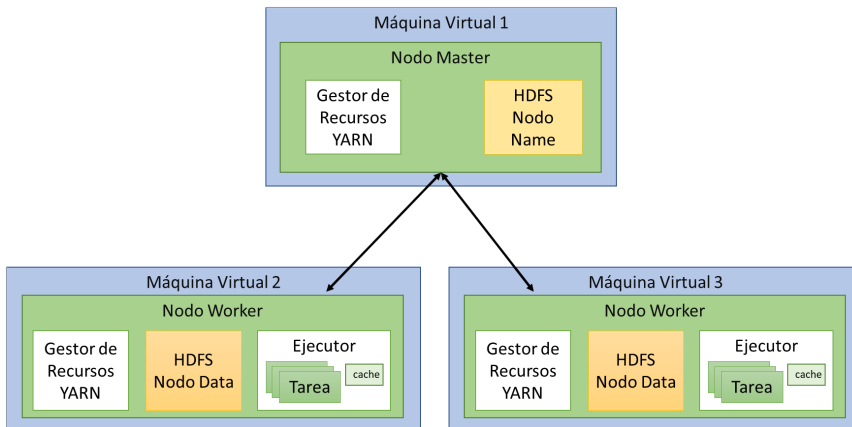 Máquina Virtual 1
Nodo Master
Gestor de
Recursos
YARN
HDFS
Nodo
Name
Máquina Virtual 2
Nodo Worker
Gestor de
Recursos
YARN
HDFS
Nodo Data
Ejecutor
Tarea
cache
Máquina Virtual 3
Nodo Worker
Gestor de
Recursos
YARN
HDFS
Nodo Data
Ejecutor
Tarea
cache